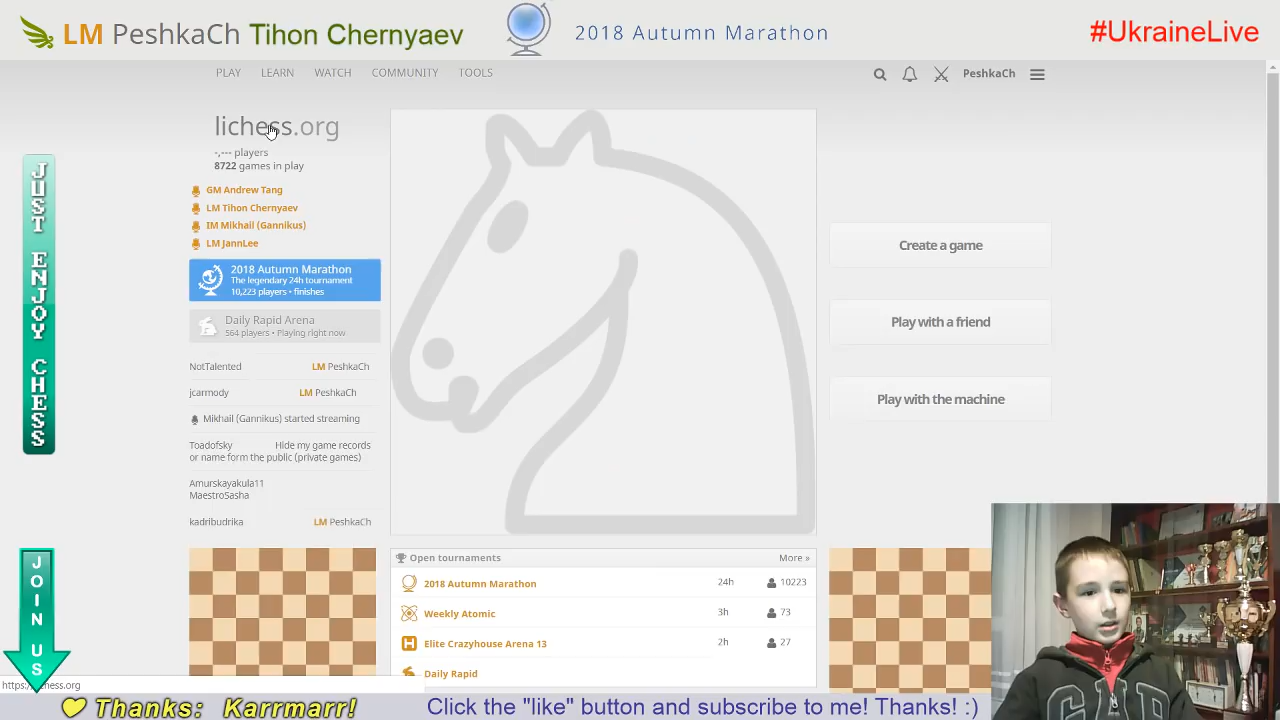 LM PeshkaCh Tihon Chernyaev
2018 Autumn Marathon
#UkraineLive
PLAY LEARN WATCH COMMUNITY TOOLS
PeshkaCh
lichess.org
-,--- players
8722 games in play
GM Andrew Tang
LM Tihon Chernyaev
IM Mikhail (Gannikus)
LM JannLee
2018 Autumn Marathon
The legendary 24h tournament
10,223 players • finishes
Daily Rapid Arena
564 players • Playing right now
NotTalented LM PeshkaCh
jcarmody LM PeshkaCh
Mikhail (Gannikus) started streaming
Toadofsky Hide my game records
or name form the public (private games)
Amurskayakula11
MaestroSasha
kadribudrika LM PeshkaCh
Create a game
Play with a friend
Play with the machine
Open tournaments More »
2018 Autumn Marathon 24h 10223
Weekly Atomic 3h 73
Elite Crazyhouse Arena 13 2h 27
Daily Rapid
JUST ENJOY CHESS
JOIN US
GAP
Thanks: Karrmarr!
Click the "like" button and subscribe to me! Thanks! :)